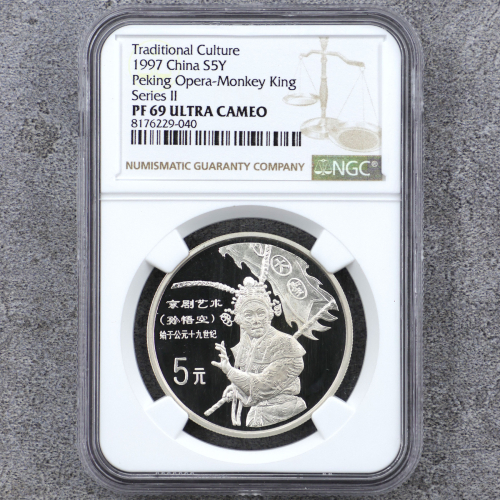 Traditional Culture
1997 China S5Y
Peking Opera-Monkey King
Series II
PF 69 ULTRA CAMEO
8176229-040
NUMISMATIC GUARANTY COMPANY
NGC®
京剧艺术
(孙悟空)
始于公元十九世纪
5元